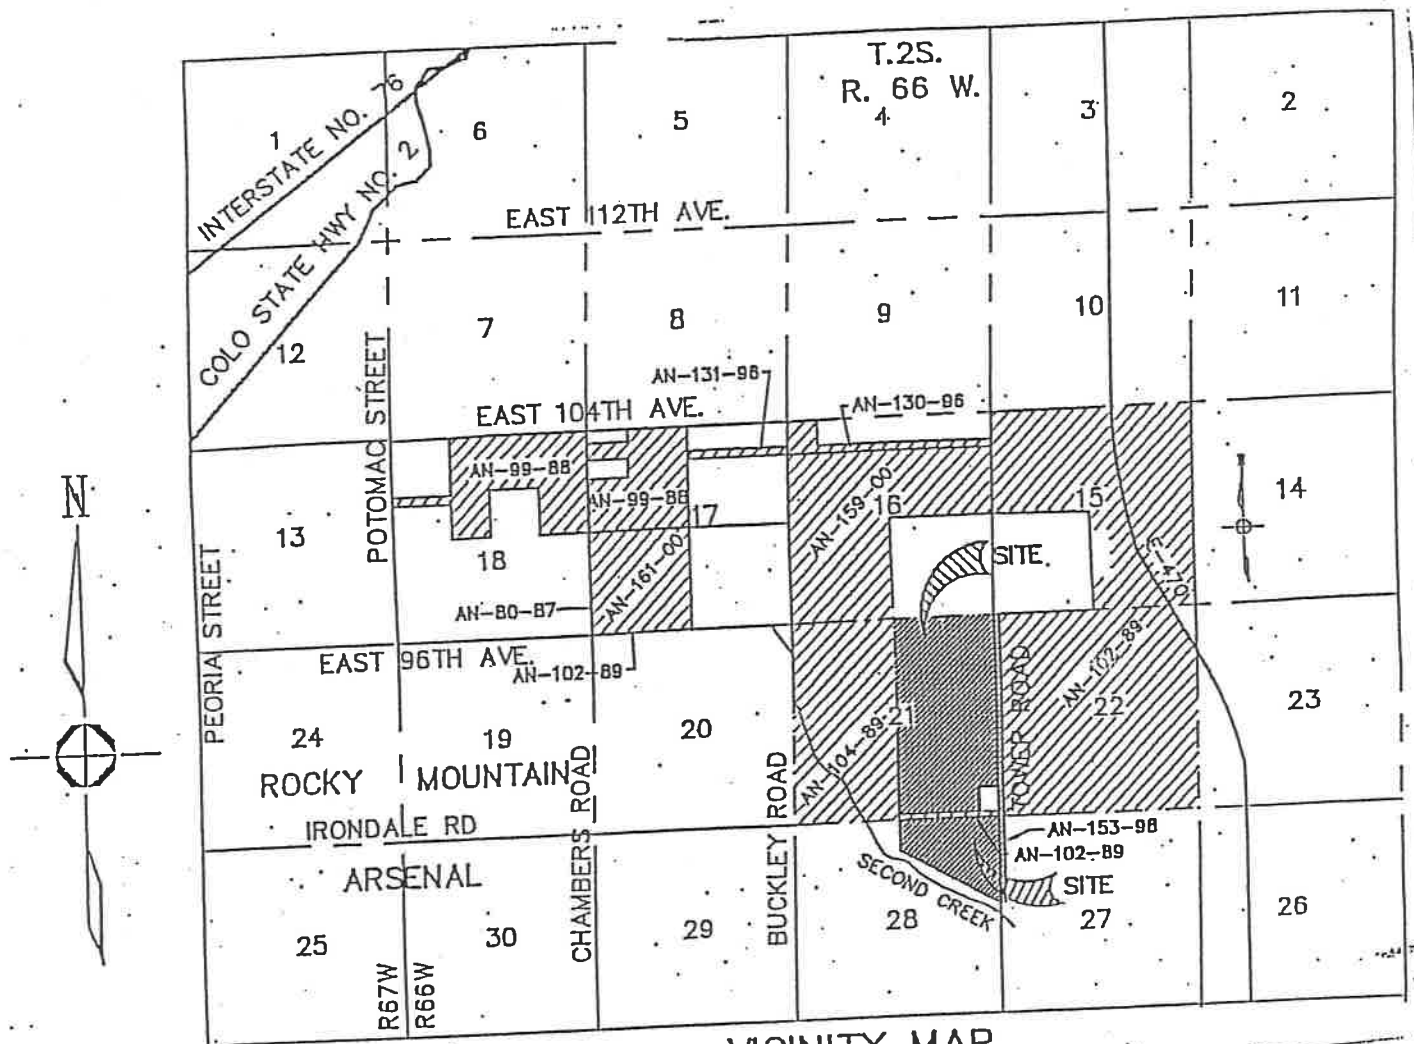 T.2S.
R. 66 W.
1
6
5
4
3
2
INTERSTATE NO. 76
COLO STATE HWY NO. 2
EAST 112TH AVE.
12
7
8
9
10
11
POTOMAC STREET
AN-131-98
AN-130-96
EAST 104TH AVE.
AN-99-88
AN-99-88
17
AN-159-00
16
15
14
N
13
18
AN-161-00
SITE
E-470
PEORIA STREET
AN-80-87
EAST 96TH AVE.
AN-102-89
TOWER ROAD
AN-102-89
24
19
20
AN-104-89
21
22
23
ROCKY MOUNTAIN
IRONDALE RD
ARSENAL
CHAMBERS ROAD
BUCKLEY ROAD
AN-153-98
AN-102-89
SECOND CREEK
SITE
25
30
29
28
27
26
R67W
R66W
VICINITY MAP